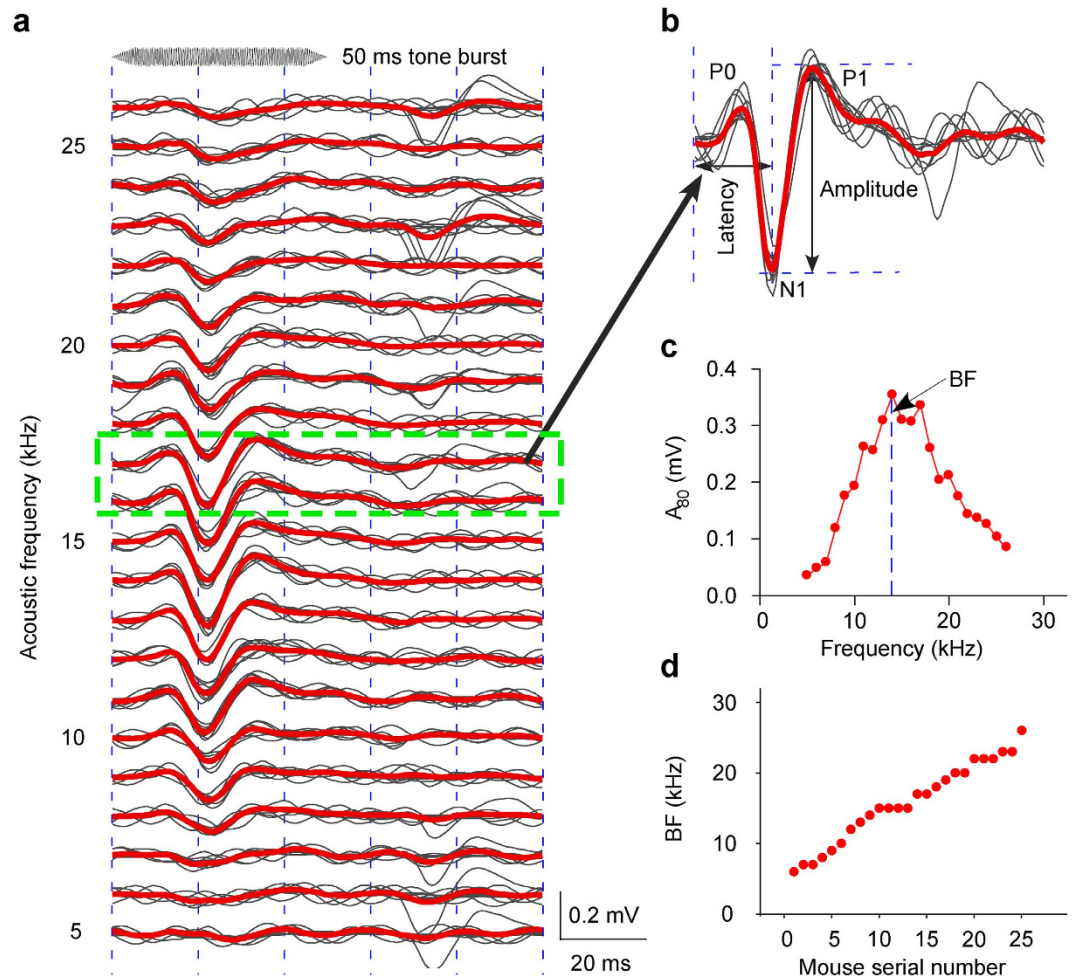 a
50 ms tone burst
25
20
15
10
5
Acoustic frequency (kHz)
0.2 mV
20 ms
b
P0
P1
Latency
Amplitude
N1
c
BF
0.4
0.3
0.2
0.1
0.0
A80 (mV)
0 10 20 30
Frequency (kHz)
d
30
20
10
0
BF (kHz)
0 5 10 15 20 25
Mouse serial number